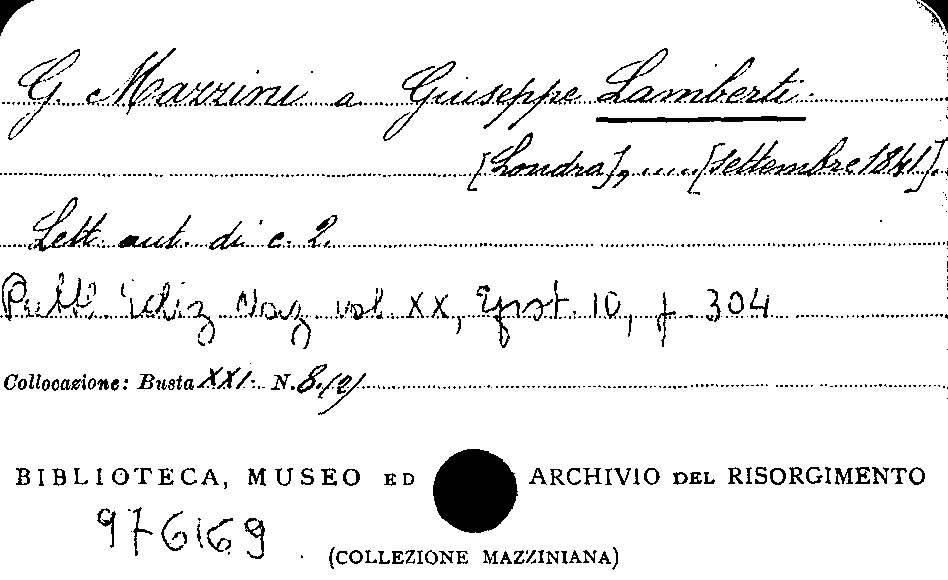 G. Mazzini a Giuseppe Lamberti.
[Londra], ..... [settembre 1841].
Lett. aut. di c. 2.
Pubbl. Ediz. Naz. vol. XX, Epist. 10, p. 304
Collocazione: Busta XXI. N. 8/2/
BIBLIOTECA, MUSEO ED ARCHIVIO DEL RISORGIMENTO
976169
(COLLEZIONE MAZZINIANA)